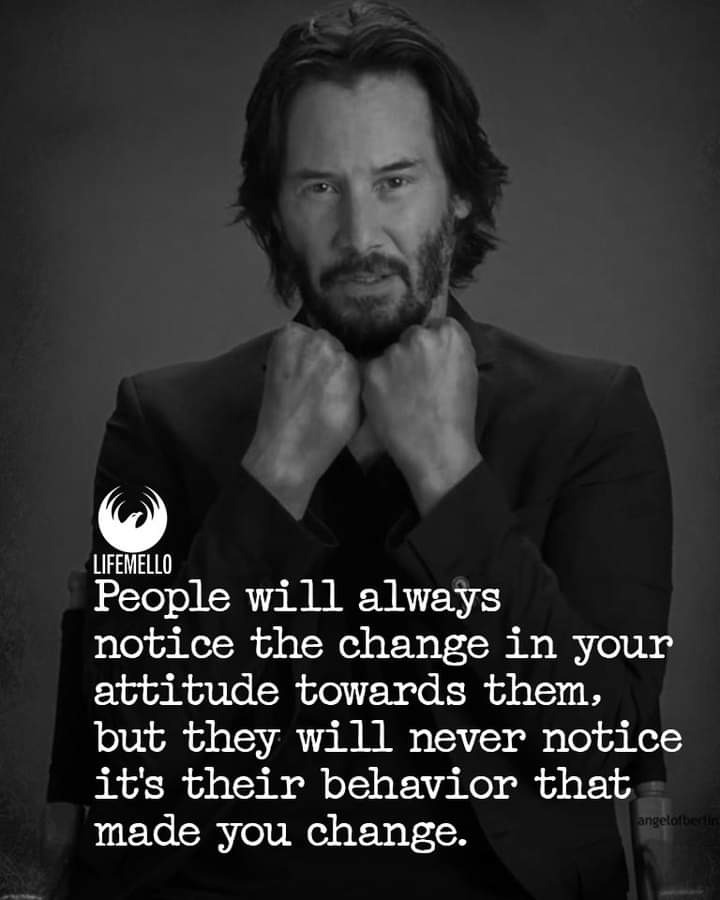 LIFEMELLO
People will always
notice the change in your
attitude towards them,
but they will never notice
it's their behavior that
made you change.
angelofberlin